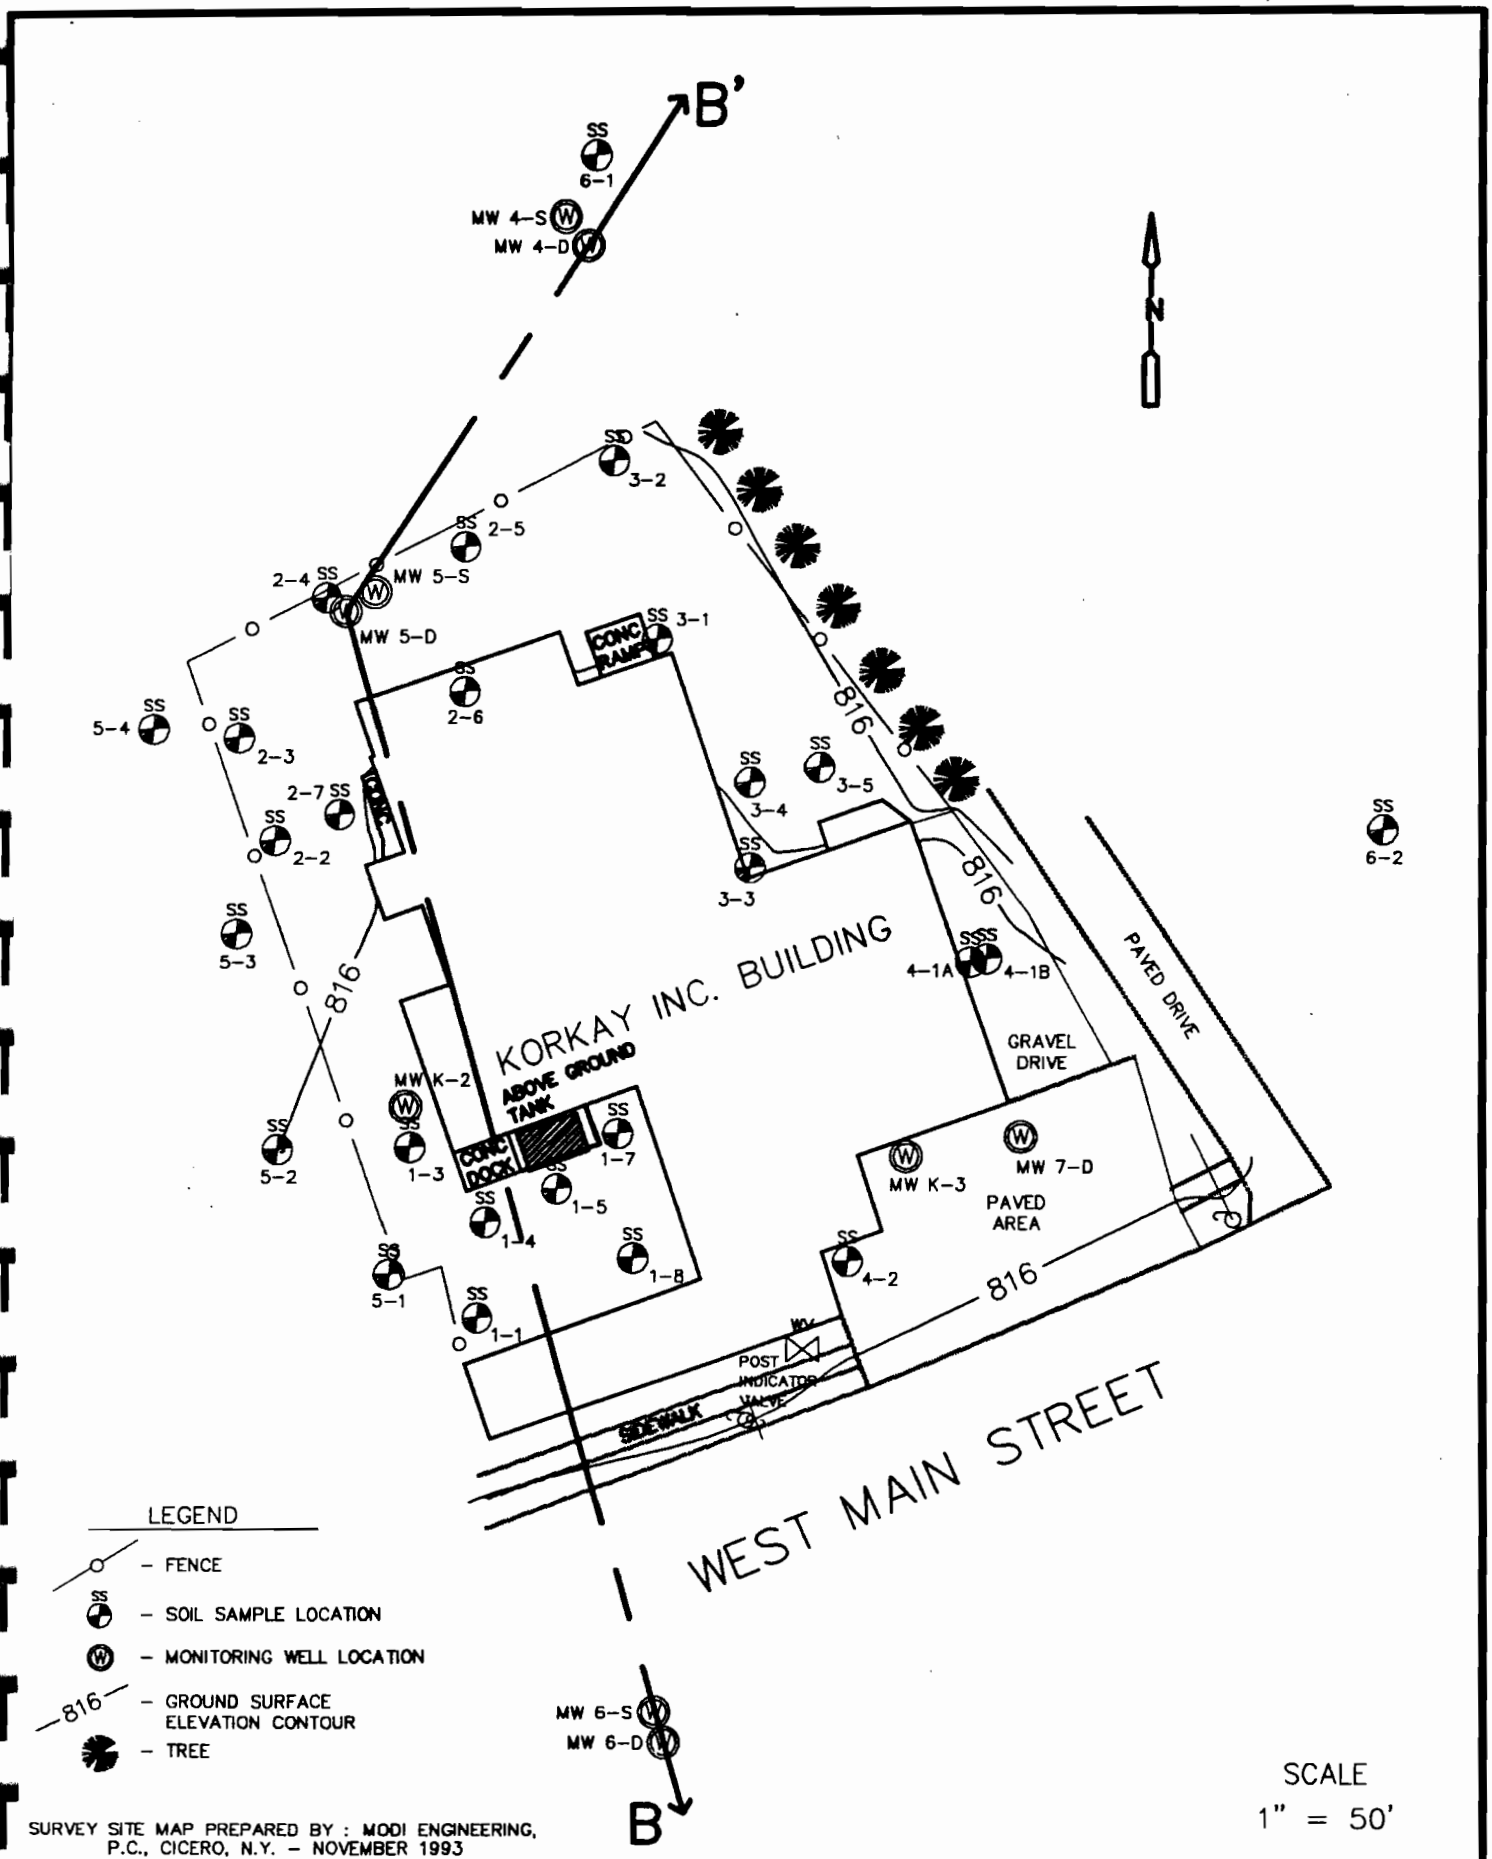 B'
SS
6-1
MW 4-S W
MW 4-D W
N
SS
3-2
SS
2-5
2-4 SS
W MW 5-S
W
MW 5-D
SS 3-1
CONC
RAMP
SS
2-6
816
SS
5-4
SS
2-3
SS
3-4
SS
3-5
2-7 SS
CONC
SS
2-2
SS
6-2
SS
3-3
816
SS
5-3
SS SS
4-1A 4-1B
PAVED DRIVE
816
KORKAY INC. BUILDING
ABOVE GROUND
TANK
GRAVEL
DRIVE
MW K-2
W
SS
1-3
SS
5-2
CONC
DOCK
SS
1-7
SS
1-5
SS
1-4
W
MW K-3
W
MW 7-D
PAVED
AREA
SS
1-8
SS
4-2
SS
5-1
SS
1-1
816
WV
POST
INDICATOR
VALVE
SIDEWALK
WEST MAIN STREET
LEGEND
- FENCE
SS
- SOIL SAMPLE LOCATION
W - MONITORING WELL LOCATION
816 - GROUND SURFACE
ELEVATION CONTOUR
- TREE
MW 6-S W
MW 6-D W
B
SCALE
1" = 50'
SURVEY SITE MAP PREPARED BY : MODI ENGINEERING,
P.C., CICERO, N.Y. - NOVEMBER 1993